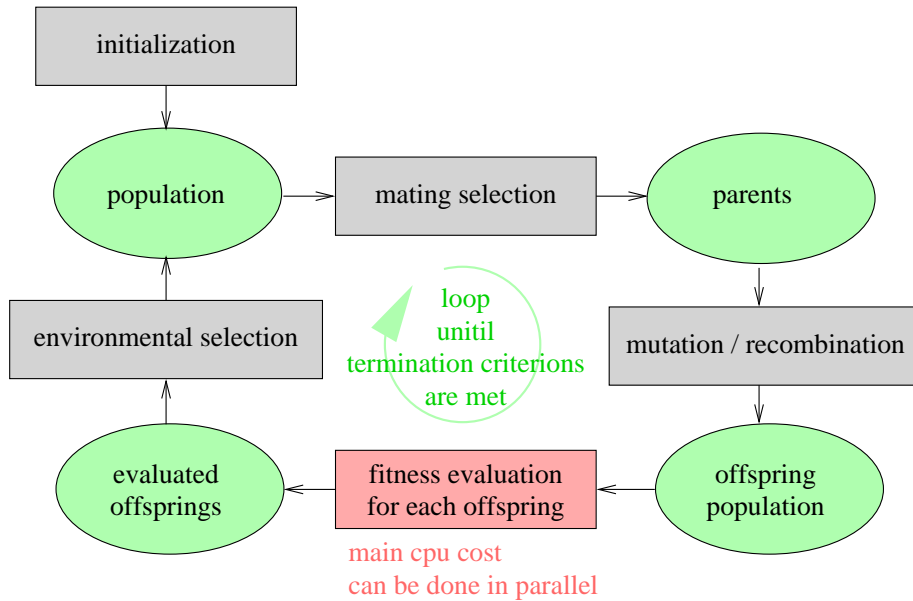 initialization
population
mating selection
parents
loop
unitil
termination criterions
are met
environmental selection
mutation / recombination
evaluated
offsprings
fitness evaluation
for each offspring
offspring
population
main cpu cost
can be done in parallel